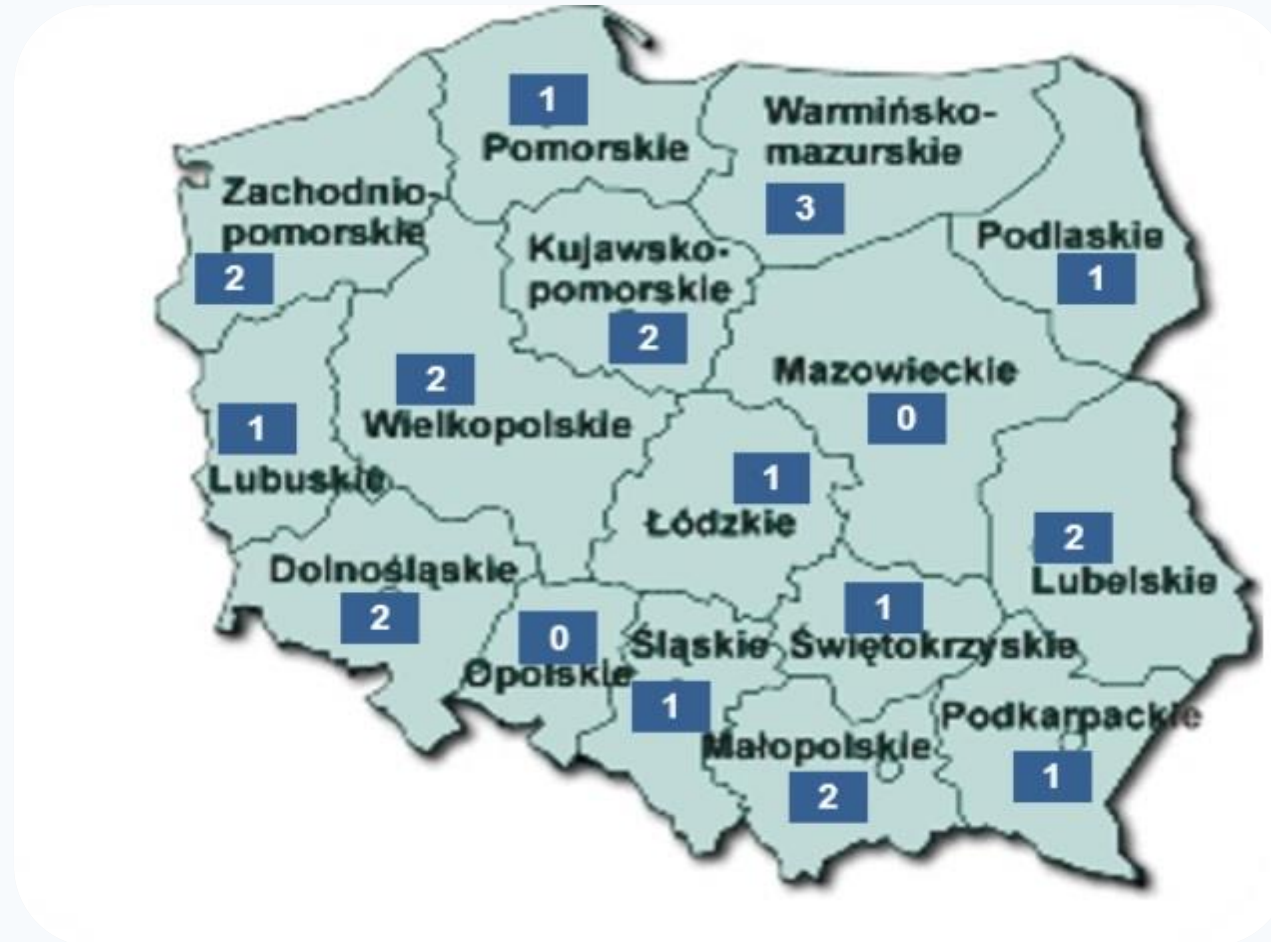 1
Pomorskie
Warmińsko-
mazurskie
3
Zachodnio-
pomorskie
2
Kujawsko-
pomorskie
2
Podlaskie
1
2
Wielkopolskie
Mazowieckie
0
1
Lubuskie
1
Łódzkie
2
Lubelskie
Dolnośląskie
2
0
Opolskie
Śląskie
1
1
Świętokrzyskie
Małopolskie
2
Podkarpackie
1